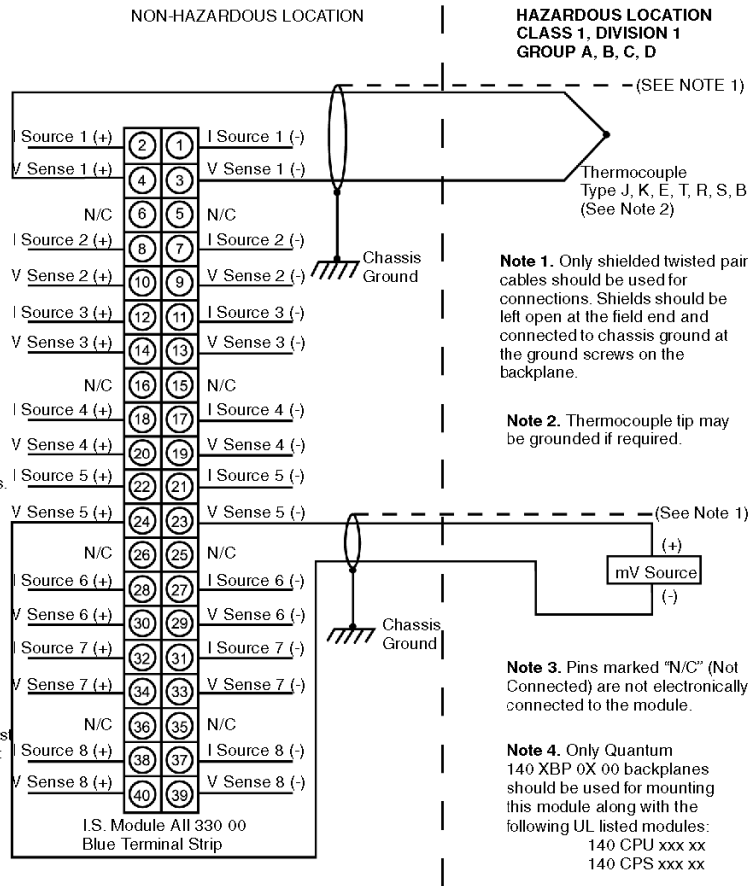 NON-HAZARDOUS LOCATION
HAZARDOUS LOCATION
CLASS 1, DIVISION 1
GROUP A, B, C, D
(SEE NOTE 1)
I Source 1 (+) 2 1 I Source 1 (-)
V Sense 1 (+) 4 3 V Sense 1 (-)
N/C 6 5 N/C
I Source 2 (+) 8 7 I Source 2 (-)
V Sense 2 (+) 10 9 V Sense 2 (-)
I Source 3 (+) 12 11 I Source 3 (-)
V Sense 3 (+) 14 13 V Sense 3 (-)
N/C 16 15 N/C
I Source 4 (+) 18 17 I Source 4 (-)
V Sense 4 (+) 20 19 V Sense 4 (-)
I Source 5 (+) 22 21 I Source 5 (-)
s.
V Sense 5 (+) 24 23 V Sense 5 (-)
N/C 26 25 N/C
I Source 6 (+) 28 27 I Source 6 (-)
V Sense 6 (+) 30 29 V Sense 6 (-)
I Source 7 (+) 32 31 I Source 7 (-)
V Sense 7 (+) 34 33 V Sense 7 (-)
N/C 36 35 N/C
st
I Source 8 (+) 38 37 I Source 8 (-)
V Sense 8 (+) 40 39 V Sense 8 (-)
I.S. Module AII 330 00
Blue Terminal Strip
Chassis
Ground
Chassis
Ground
Thermocouple
Type J, K, E, T, R, S, B
(See Note 2)
Note 1. Only shielded twisted pair
cables should be used for
connections. Shields should be
left open at the field end and
connected to chassis ground at
the ground screws on the
backplane.
Note 2. Thermocouple tip may
be grounded if required.
(See Note 1)
(+)
mV Source
(-)
Note 3. Pins marked “N/C” (Not
Connected) are not electronically
connected to the module.
Note 4. Only Quantum
140 XBP 0X 00 backplanes
should be used for mounting
this module along with the
following UL listed modules:
140 CPU xxx xx
140 CPS xxx xx